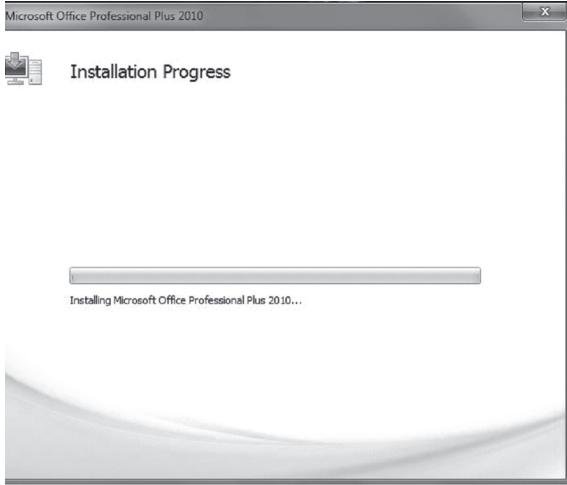 Microsoft Office Professional Plus 2010
Installation Progress
Installing Microsoft Office Professional Plus 2010...